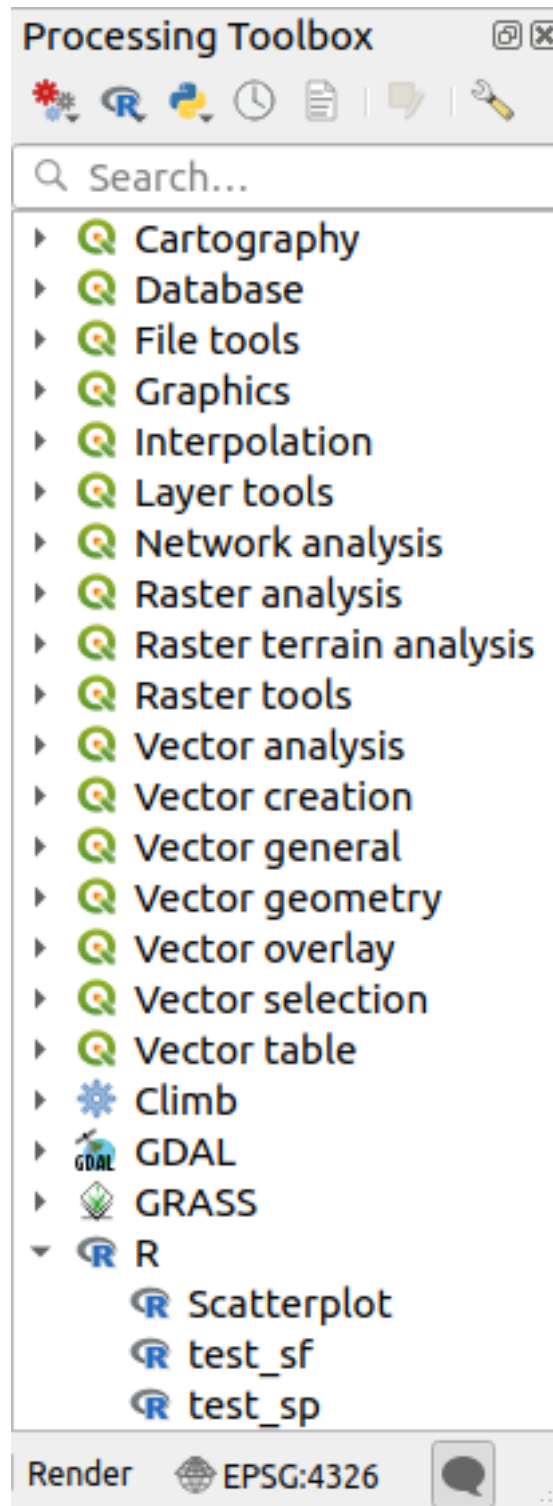 Processing Toolbox
Search...
Cartography
Database
File tools
Graphics
Interpolation
Layer tools
Network analysis
Raster analysis
Raster terrain analysis
Raster tools
Vector analysis
Vector creation
Vector general
Vector geometry
Vector overlay
Vector selection
Vector table
Climb
GDAL GDAL
GRASS
R R
R Scatterplot
R test_sf
R test_sp
Render EPSG:4326